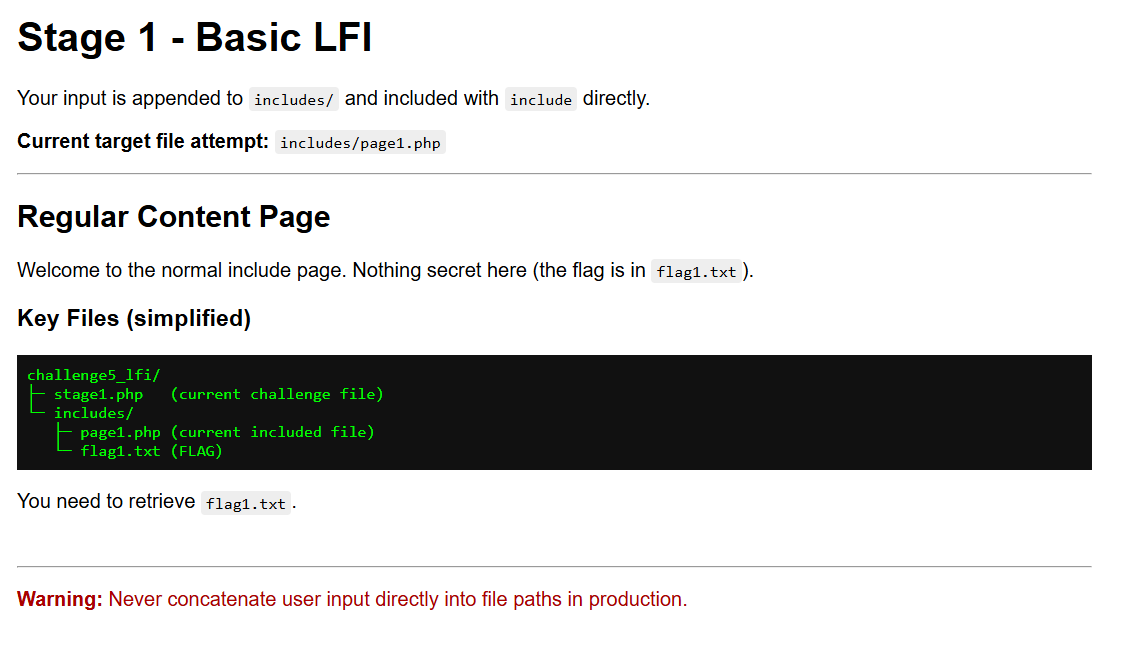 Stage 1 - Basic LFI
Your input is appended to includes/ and included with include directly.
Current target file attempt: includes/page1.php
Regular Content Page
Welcome to the normal include page. Nothing secret here (the flag is in flag1.txt).
Key Files (simplified)
challenge5_lfi/
├─ stage1.php   (current challenge file)
└─ includes/
   ├─ page1.php (current included file)
   └─ flag1.txt (FLAG)
You need to retrieve flag1.txt.
Warning: Never concatenate user input directly into file paths in production.